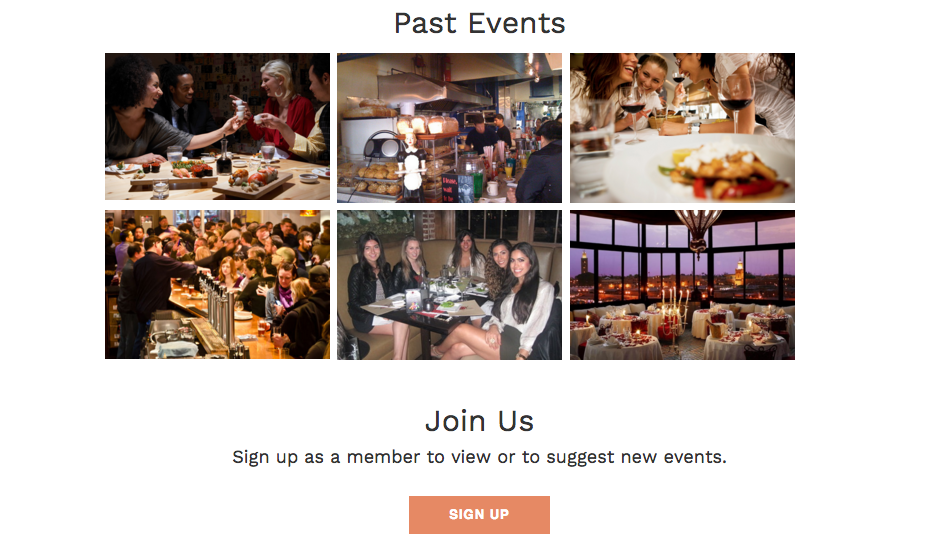 Past Events
Join Us
Sign up as a member to view or to suggest new events.
SIGN UP